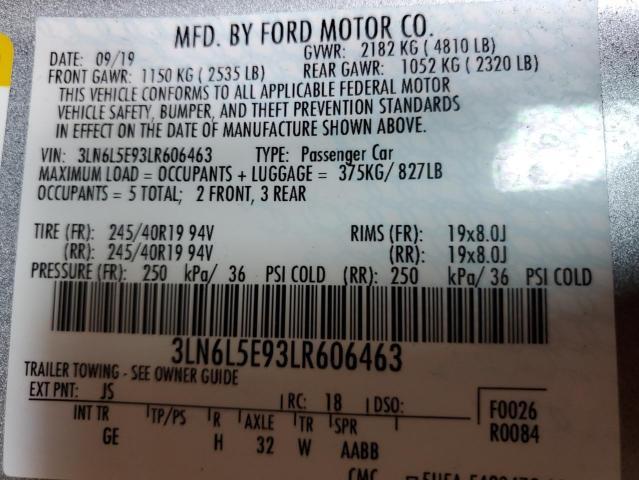 MFD. BY FORD MOTOR CO.
DATE: 09/19 GVWR: 2182 KG ( 4810 LB)
FRONT GAWR: 1150 KG ( 2535 LB) REAR GAWR: 1052 KG ( 2320 LB)
THIS VEHICLE CONFORMS TO ALL APPLICABLE FEDERAL MOTOR
VEHICLE SAFETY, BUMPER, AND THEFT PREVENTION STANDARDS
IN EFFECT ON THE DATE OF MANUFACTURE SHOWN ABOVE.
VIN: 3LN6L5E93LR606463 TYPE: Passenger Car
MAXIMUM LOAD = OCCUPANTS + LUGGAGE = 375KG/ 827LB
OCCUPANTS = 5 TOTAL; 2 FRONT, 3 REAR
TIRE (FR): 245/40R19 94V RIMS (FR): 19x8.0J
(RR): 245/40R19 94V (RR): 19x8.0J
PRESSURE (FR): 250 kPa/ 36 PSI COLD (RR): 250 kPa/ 36 PSI COLD
3LN6L5E93LR606463
TRAILER TOWING - SEE OWNER GUIDE
EXT PNT: JS RC: 18 DSO:
INT TR TP/PS R AXLE TR SPR F0026
GE H 32 W AABB R0084